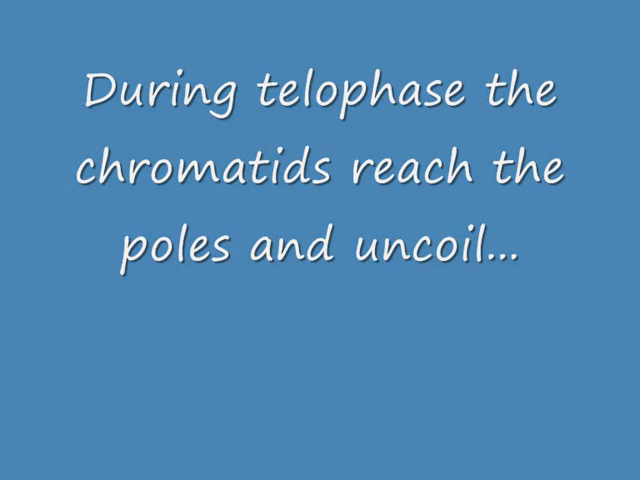 During telophase the
chromatids reach the
poles and uncoil...